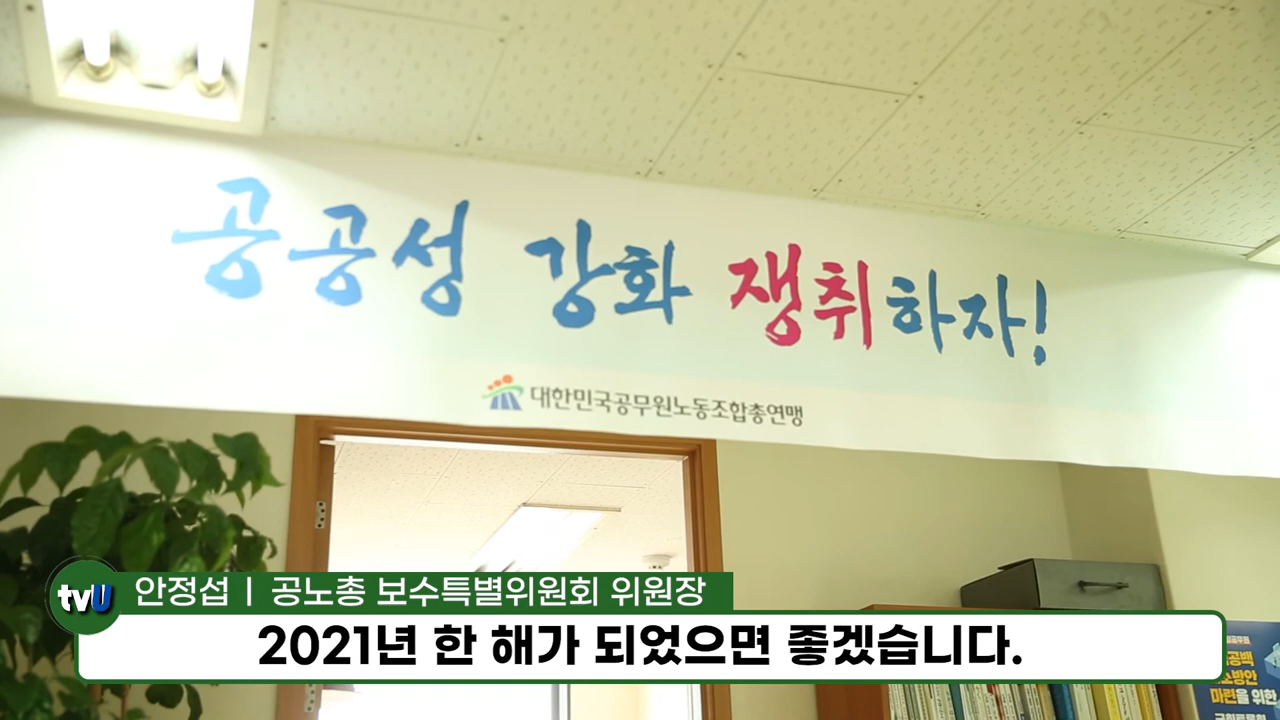 공공성 강화 쟁취하자!
대한민국공무원노동조합총연맹
tvU
안정섭 | 공노총 보수특별위원회 위원장
2021년 한 해가 되었으면 좋겠습니다.
마련을 위한